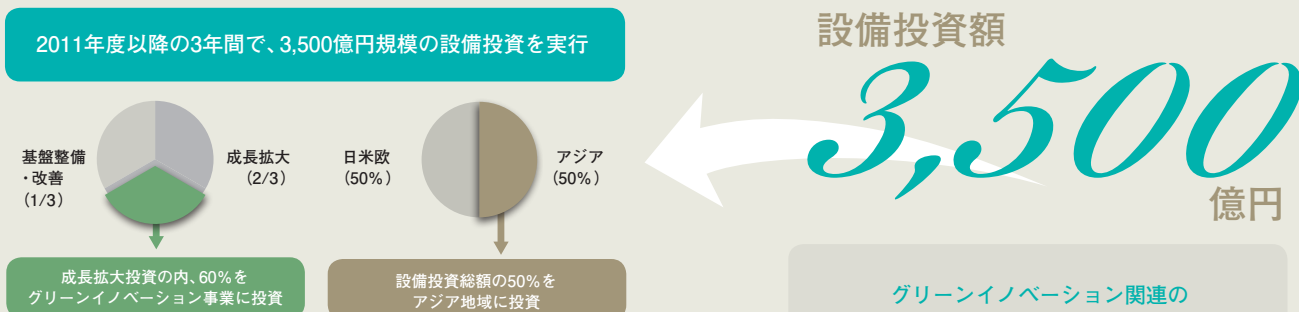 2011年度以降の3年間で、3,500億円規模の設備投資を実行
基盤整備
・改善
（1/3）
成長拡大
（2/3）
日米欧
（50%）
アジア
（50%）
成長拡大投資の内、60%を
グリーンイノベーション事業に投資
設備投資総額の50%を
アジア地域に投資
設備投資額
3,500
億円
グリーンイノベーション関連の